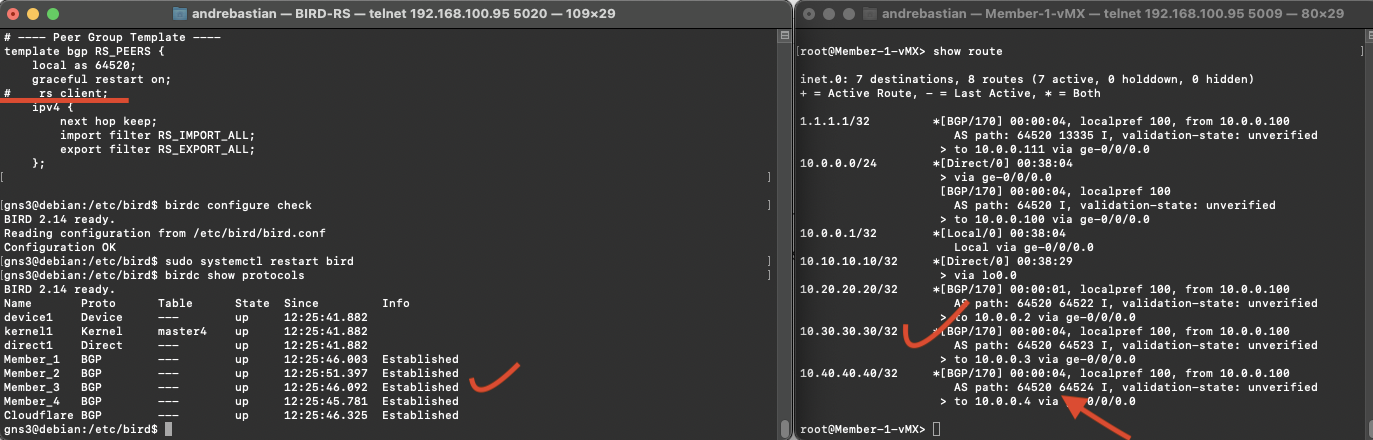 andrebastian — BIRD-RS — telnet 192.168.100.95 5020 — 109×29
# ---- Peer Group Template ----
template bgp RS_PEERS {
    local as 64520;
    graceful restart on;
#    rs client;
    ipv4 {
        next hop keep;
        import filter RS_IMPORT_ALL;
        export filter RS_EXPORT_ALL;
    };
[ ]
[gns3@debian:/etc/bird$ birdc configure check ]
BIRD 2.14 ready.
Reading configuration from /etc/bird/bird.conf
Configuration OK
[gns3@debian:/etc/bird$ sudo systemctl restart bird ]
[gns3@debian:/etc/bird$ birdc show protocols ]
BIRD 2.14 ready.
Name       Proto      Table      State  Since         Info
device1    Device     ---        up     12:25:41.882
kernel1    Kernel     master4    up     12:25:41.882
direct1    Direct     ---        up     12:25:41.882
Member_1   BGP        ---        up     12:25:46.003  Established
Member_2   BGP        ---        up     12:25:51.397  Established
Member_3   BGP        ---        up     12:25:46.092  Established
Member_4   BGP        ---        up     12:25:45.781  Established
Cloudflare BGP        ---        up     12:25:46.325  Established
gns3@debian:/etc/bird$
andrebastian — Member-1-vMX — telnet 192.168.100.95 5009 — 80×29
[root@Member-1-vMX> show route ]
inet.0: 7 destinations, 8 routes (7 active, 0 holddown, 0 hidden)
+ = Active Route, - = Last Active, * = Both
1.1.1.1/32         *[BGP/170] 00:00:04, localpref 100, from 10.0.0.100
                      AS path: 64520 13335 I, validation-state: unverified
                    > to 10.0.0.111 via ge-0/0/0.0
10.0.0.0/24        *[Direct/0] 00:38:04
                    > via ge-0/0/0.0
                    [BGP/170] 00:00:04, localpref 100
                      AS path: 64520 I, validation-state: unverified
                    > to 10.0.0.100 via ge-0/0/0.0
10.0.0.1/32        *[Local/0] 00:38:04
                      Local via ge-0/0/0.0
10.10.10.10/32     *[Direct/0] 00:38:29
                    > via lo0.0
10.20.20.20/32     *[BGP/170] 00:00:01, localpref 100, from 10.0.0.100
                      AS path: 64520 64522 I, validation-state: unverified
                    > to 10.0.0.2 via ge-0/0/0.0
10.30.30.30/32     *[BGP/170] 00:00:04, localpref 100, from 10.0.0.100
                      AS path: 64520 64523 I, validation-state: unverified
                    > to 10.0.0.3 via ge-0/0/0.0
10.40.40.40/32     *[BGP/170] 00:00:04, localpref 100, from 10.0.0.100
                      AS path: 64520 64524 I, validation-state: unverified
                    > to 10.0.0.4 via -0/0/0.0
root@Member-1-vMX>